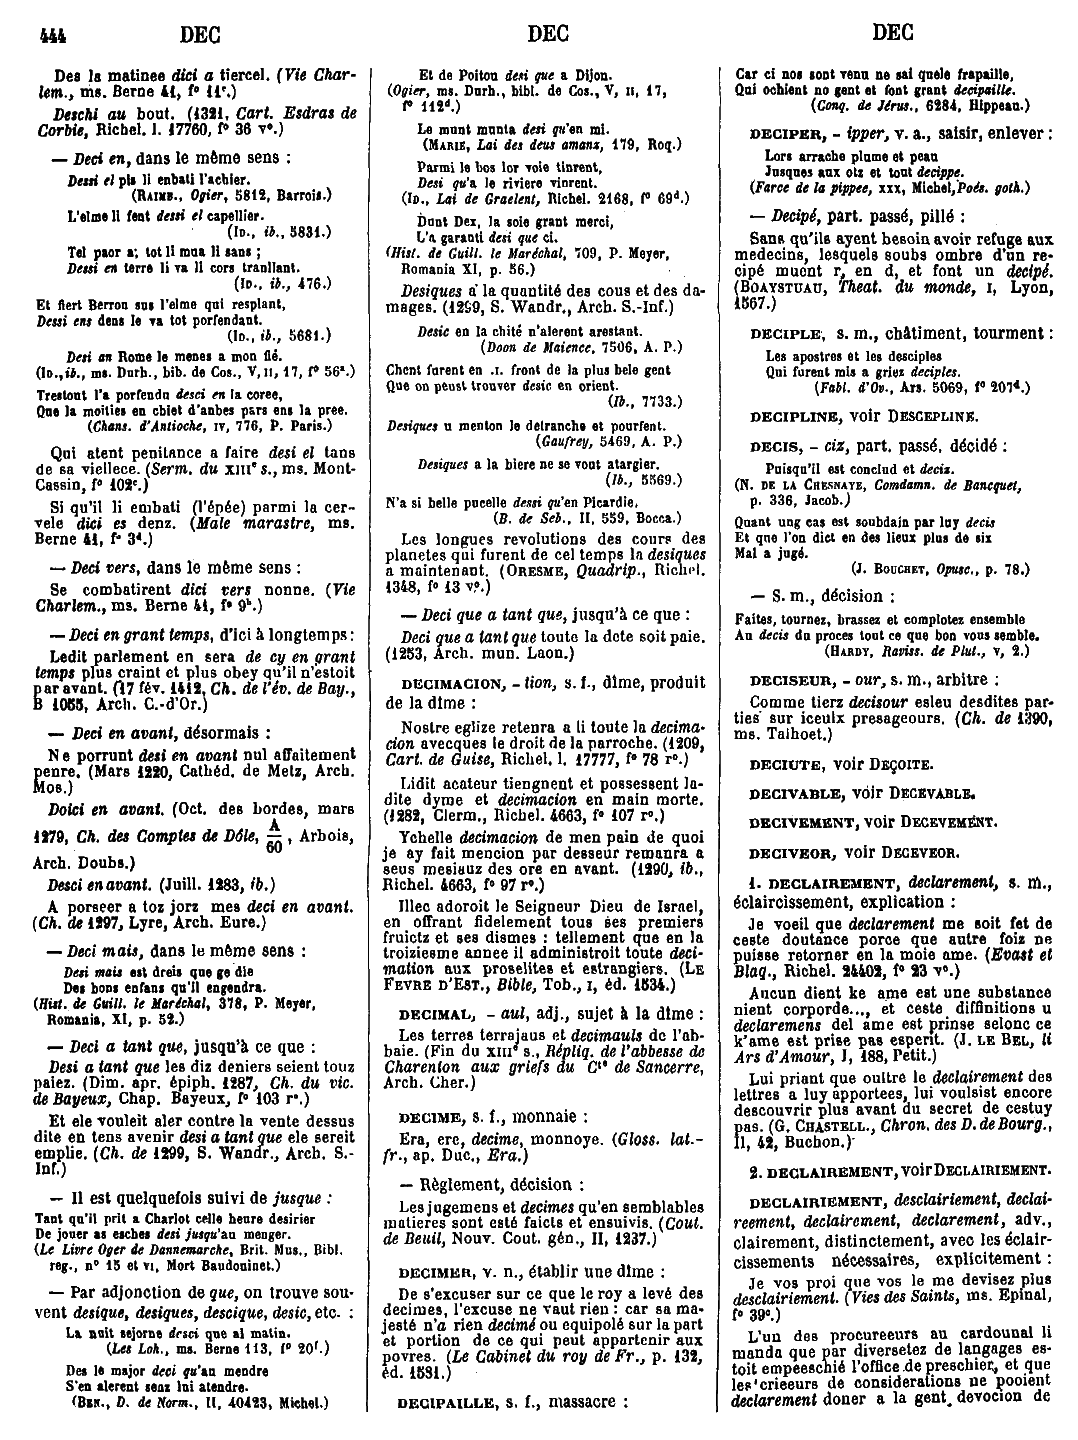 444
DEC
DEC
DEC
Des la matinee dici a tiercel. (Vie Char-
lem., ms. Berne 41, f° 11ᶜ.)
Deschi au bout. (1321, Cart. Esdras de
Corbie, Richel. l. 17760, f° 36 v°.)
— Deci en, dans le même sens :
Dessi el pis li enbati l'achier.
(RAIMB., Ogier, 5812, Barrois.)
L'elme li fent dessi el capellier.
(ID., ib., 5831.)
Tel paor a; tot li mua li sans ;
Dessi en terre li va li cors tranllant.
(ID., ib., 476.)
Et fiert Berron sus l'elme qui resplant,
Dessi ens dens le va tot porfendant.
(ID., ib., 5681.)
Desi an Rome le menes a mon fié.
(ID., ib., ms. Durh., bib. de Cos., V, II, 17, f° 56ᵃ.)
Trestout l'a porfendu desci en la coree,
Que la moitiés en chiet d'anbes pars ens la pree.
(Chans. d'Antioche, IV, 776, P. Paris.)
Qui atent penitance a faire desi el tans
de sa viellece. (Serm. du XIIIᵉ s., ms. Mont-
Cassin, f° 102ᶜ.)
Si qu'il li embati (l'épée) parmi la cer-
vele dici es denz. (Male marastre, ms.
Berne 41, f° 3ᵈ.)
— Deci vers, dans le même sens :
Se combatirent dici vers nonne. (Vie
Charlem., ms. Berne 41, f° 9ᵇ.)
— Deci en grant temps, d'ici à longtemps :
Ledit parlement en sera de cy en grant
temps plus craint et plus obey qu'il n'estoit
par avant. (17 fév. 1412, Ch. de l'év. de Bay.,
B 1055, Arch. C.-d'Or.)
— Deci en avant, désormais :
Ne porrunt desi en avant nul affaitement
penre. (Mars 1220, Cathéd. de Metz, Arch.
Mos.)
Doici en avant. (Oct. des bordes, mars
1279, Ch. des Comptes de Dôle, A/60, Arbois,
Arch. Doubs.)
Desci en avant. (Juill. 1283, ib.)
A porseer a toz jorz mes deci en avant.
(Ch. de 1297, Lyre, Arch. Eure.)
— Deci mais, dans le même sens :
Desi mais est dreis que ge die
Des bons enfans qu'il engendra.
(Hist. de Guill. le Maréchal, 378, P. Meyer,
Romania, XI, p. 52.)
— Deci a tant que, jusqu'à ce que :
Desi a tant que les diz deniers seient touz
paiez. (Dim. apr. épiph. 1287, Ch. du vic.
de Bayeux, Chap. Bayeux, f° 103 r°.)
Et ele vouleit aler contre la vente dessus
dite en tens avenir desi a tant que ele sereit
emplie. (Ch. de 1299, S. Wandr., Arch. S.-
Inf.)
— Il est quelquefois suivi de jusque :
Tant qu'il prit a Charlot celle heure desirier
De jouer as esches desi jusqu'au menger.
(Le Livre Oger de Dannemarche, Brit. Mus., Bibl.
reg., n° 15 et VI, Mort Baudouinet.)
— Par adjonction de que, on trouve sou-
vent desique, desiques, descique, desic, etc. :
La nuit sejorne desci que al matin.
(Les Loh., ms. Berne 113, f° 20ᶠ.)
Des le major deci qu'au mendre
S'en alerent senz lui atendre.
(BEN., D. de Norm., II, 40423, Michel.)
Et de Poitou desi que a Dijon.
(Ogier, ms. Durh., bibl. de Cos., V, II, 17,
f° 112ᵈ.)
Le munt munta desi qu'en mi.
(MARIE, Lai des deus amanz, 179, Roq.)
Parmi le bos lor voie tinrent,
Desi qu'a le riviere vinrent.
(ID., Lai de Graelent, Richel. 2168, f° 69ᵈ.)
Dunt Dex, la soie grant merci,
L'a garanti desi que ci.
(Hist. de Guill. le Maréchal, 709, P. Meyer,
Romania XI, p. 56.)
Desiques a la quantité des cous et des da-
mages. (1299, S. Wandr., Arch. S.-Inf.)
Desic en la chité n'alerent arestant.
(Doon de Maience, 7506, A. P.)
Chent furent en .I. front de la plus bele gent
Que on peust trouver desic en orient.
(Ib., 7733.)
Desiques u menton le detranche et pourfent.
(Gaufrey, 5469, A. P.)
Desiques a la biere ne se vout atargier.
(Ib., 5569.)
N'a si belle pucelle dessi qu'en Picardie.
(B. de Seb., II, 559, Bocca.)
Les longues revolutions des cours des
planetes qui furent de cel temps la desiques
a maintenant. (ORESME, Quadrip., Richel.
1348, f° 13 v°.)
— Deci que a tant que, jusqu'à ce que :
Deci que a tant que toute la dete soit paie.
(1253, Arch. mun. Laon.)
DECIMACION, - tion, s. f., dîme, produit
de la dîme :
Nostre eglize retenra a li toute la decima-
cion avecques le droit de la parroche. (1209,
Cart. de Guise, Richel. l. 17777, f° 78 r°.)
Lidit acateur tiengnent et possessent la-
dite dyme et decimacion en main morte.
(1282, Clerm., Richel. 4663, f° 107 r°.)
Ychelle decimacion de men pain de quoi
je ay fait mencion par desseur remanra a
seus mesiauz des ore en avant. (1290, ib.,
Richel. 4663, f° 97 r°.)
Illec adoroit le Seigneur Dieu de Israel,
en offrant fidelement tous ses premiers
fruictz et ses dismes : tellement que en la
troiziesme annee il administroit toute deci-
mation aux proselites et estrangiers. (LE
FEVRE D'EST., Bible, Tob., I, éd. 1534.)
DECIMAL, - aul, adj., sujet à la dîme :
Les terres terrajaus et decimauls de l'ab-
baie. (Fin du XIIIᵉ s., Répliq. de l'abbesse de
Charenton aux griefs du Cᵗᵉ de Sancerre,
Arch. Cher.)
DECIME, s. f., monnaie :
Era, ere, decime, monnoye. (Gloss. lat.-
fr., ap. Duc., Era.)
— Règlement, décision :
Les jugemens et decimes qu'en semblables
matieres sont esté faicts et ensuivis. (Cout.
de Beuil, Nouv. Cout. gén., II, 1237.)
DECIMER, v. n., établir une dîme :
De s'excuser sur ce que le roy a levé des
decimes, l'excuse ne vaut rien : car sa ma-
jesté n'a rien decimé ou equipolé sur la part
et portion de ce qui peut appartenir aux
povres. (Le Cabinet du roy de Fr., p. 132,
éd. 1581.)
DECIPAILLE, s. f., massacre :
Car ci nos sont venu ne sai quele frapaille,
Qui ochient no gent et font grant decipaille.
(Conq. de Jérus., 6284, Hippeau.)
DECIPER, - ipper, v. a., saisir, enlever :
Lors arrache plume et peau
Jusques aux olz et tout decippe.
(Farce de la pippee, XXX, Michel, Poés. goth.)
— Decipé, part. passé, pillé :
Sans qu'ils ayent besoin avoir refuge aux
medecins, lesquels soubs ombre d'un re-
cipé muent r, en d, et font un decipé.
(BOAYSTUAU, Theat. du monde, I, Lyon,
1567.)
DECIPLE, s. m., châtiment, tourment :
Les apostres et les desciples
Qui furent mis a griez deciples.
(Fabl. d'Ov., Ars. 5069, f° 207ᵈ.)
DECIPLINE, voir DESCEPLINE.
DECIS, - ciz, part. passé, décidé :
Puisqu'il est conclud et deciz.
(N. DE LA CHESNAYE, Comdamn. de Bancquet,
p. 336, Jacob.)
Quant ung cas est soubdain par luy decis
Et que l'on dict en des lieux plus de six
Mal a jugé.
(J. BOUCHET, Opusc., p. 78.)
— S. m., décision :
Faites, tournez, brassez et complotez ensemble
Au decis du proces tout ce que bon vous semble.
(HARDY, Raviss. de Plut., V, 2.)
DECISEUR, - our, s. m., arbitre :
Comme tierz decisour esleu desdites par-
ties sur iceulx presageours. (Ch. de 1390,
ms. Talhoet.)
DECIUTE, voir DEÇOITE.
DECIVABLE, voir DECEVABLE.
DECIVEMENT, voir DECEVEMENT.
DECIVEOR, voir DECEVEOR.
1. DECLAIREMENT, declarement, s. m.,
éclaircissement, explication :
Je voeil que declarement me soit fet de
ceste doutance porce que autre foiz ne
puisse retorner en la moie ame. (Evast et
Blaq., Richel. 24402, f° 23 v°.)
Aucun dient ke ame est une substance
nient corporde..., et ceste diffinitions u
declaremens del ame est prinse selonc ce
k'ame est prise pas esperit. (J. LE BEL, li
Ars d'Amour, I, 188, Petit.)
Lui priant que oultre le declairement des
lettres a luy apportees, lui voulsist encore
descouvrir plus avant du secret de cestuy
pas. (G. CHASTELL., Chron. des D. de Bourg.,
II, 42, Buchon.)
2. DECLAIREMENT, voir DECLAIRIEMENT.
DECLAIRIEMENT, desclairiement, declai-
reement, declairement, declarement, adv.,
clairement, distinctement, avec les éclair-
cissements nécessaires, explicitement :
Je vos proi que vos le me devisez plus
desclairiement. (Vies des Saints, ms. Epinal,
f° 39ᶜ.)
L'un des procureeurs au cardounal li
manda que par diversetez de langages es-
toit empeeschié l'office de preschier, et que
les crieeurs de considerations ne pooient
declarement doner a la gent devocion de